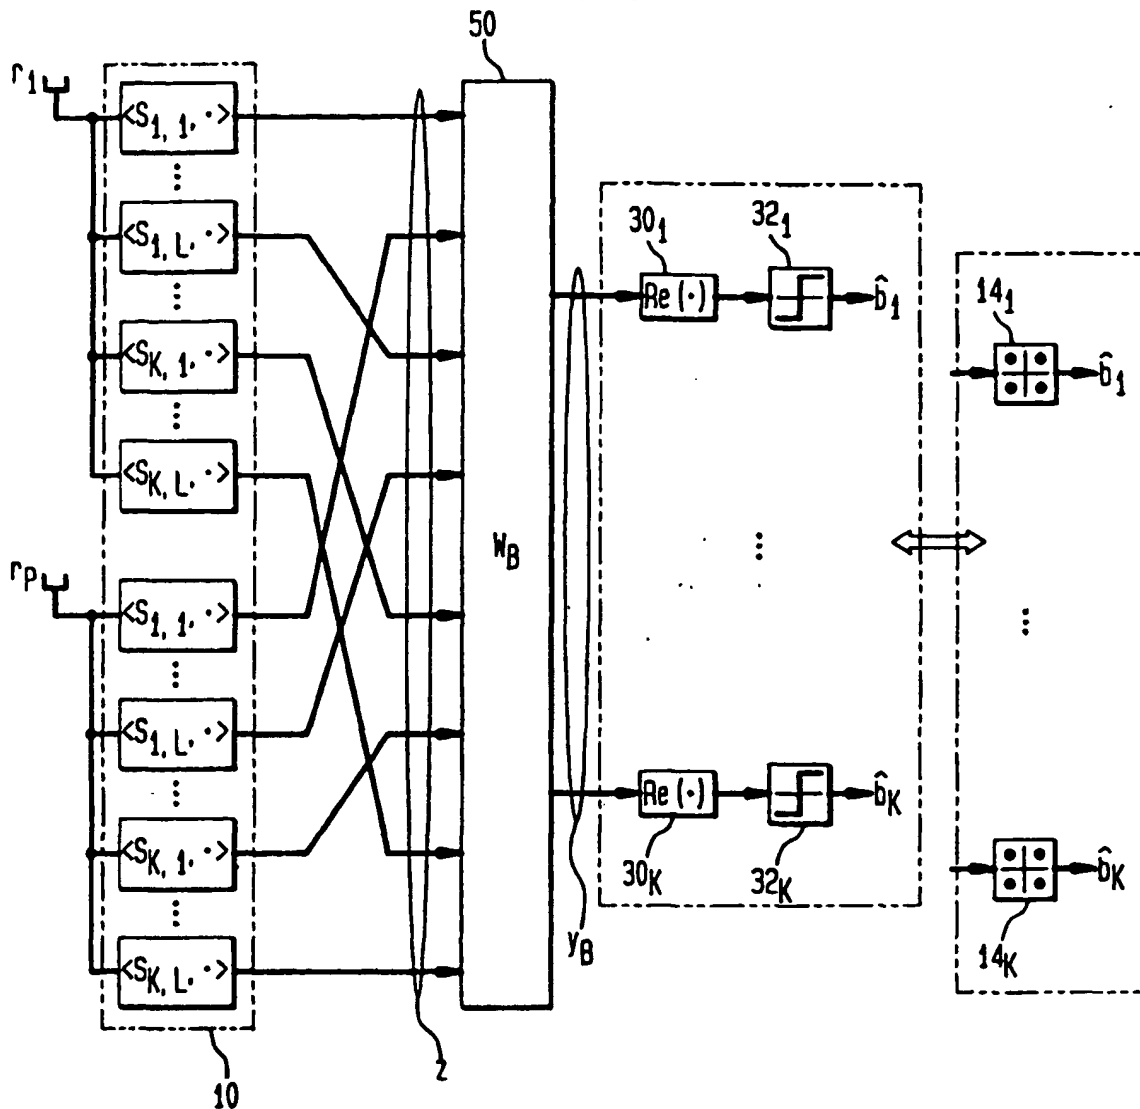 50
r1
<S1,1, ·>
<S1,L, ·>
<SK,1, ·>
<SK,L, ·>
rP
<S1,1, ·>
<S1,L, ·>
<SK,1, ·>
<SK,L, ·>
10
z
WB
yB
301
Re(·)
321
b̂1
Re(·)
30K
32K
b̂K
141
b̂1
14K
b̂K